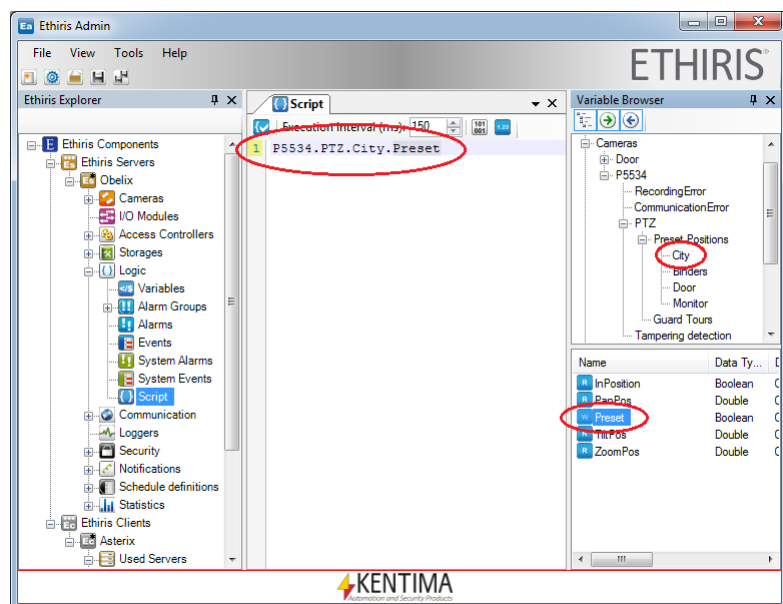 Ethiris Admin
File View Tools Help
ETHIRIS
Ethiris Explorer
Ethiris Components
Ethiris Servers
Obelix
Cameras
I/O Modules
Access Controllers
Storages
Logic
Variables
Alarm Groups
Alarms
Events
System Alarms
System Events
Script
Communication
Loggers
Security
Notifications
Schedule definitions
Statistics
Ethiris Clients
Asterix
Used Servers
Script
Execution Interval (ms): 150
1 P5534.PTZ.City.Preset
Variable Browser
Cameras
Door
P5534
RecordingError
CommunicationError
PTZ
Preset Positions
City
Binders
Door
Monitor
Guard Tours
Tampering detection
Name Data Ty...
InPosition Boolean
PanPos Double
Preset Boolean
TiltPos Double
ZoomPos Double
KENTIMA
Automation and Security Products